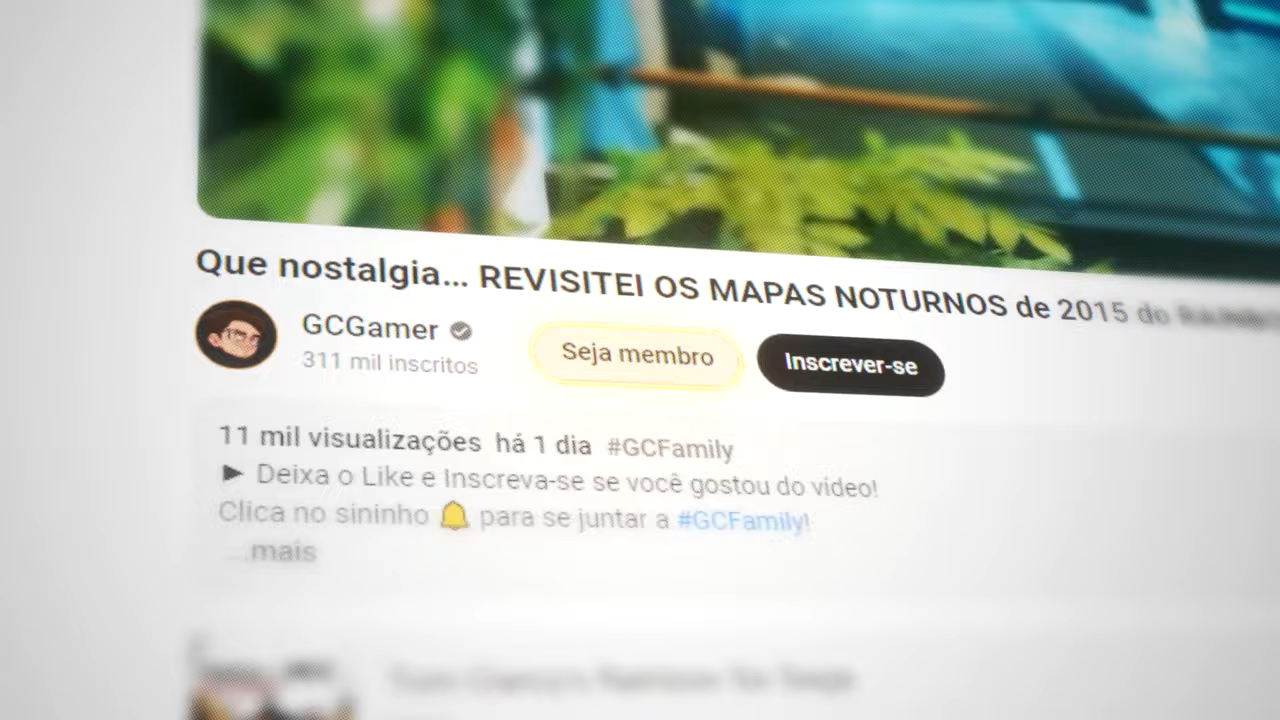 Que nostalgia... REVISITEI OS MAPAS NOTURNOS de 2015 do
GCGamer
311 mil inscritos
Seja membro
Inscrever-se
11 mil visualizações há 1 dia #GCFamily
► Deixa o Like e Inscreva-se se você gostou do video!
Clica no sininho 🔔 para se juntar a #GCFamily!
...mais